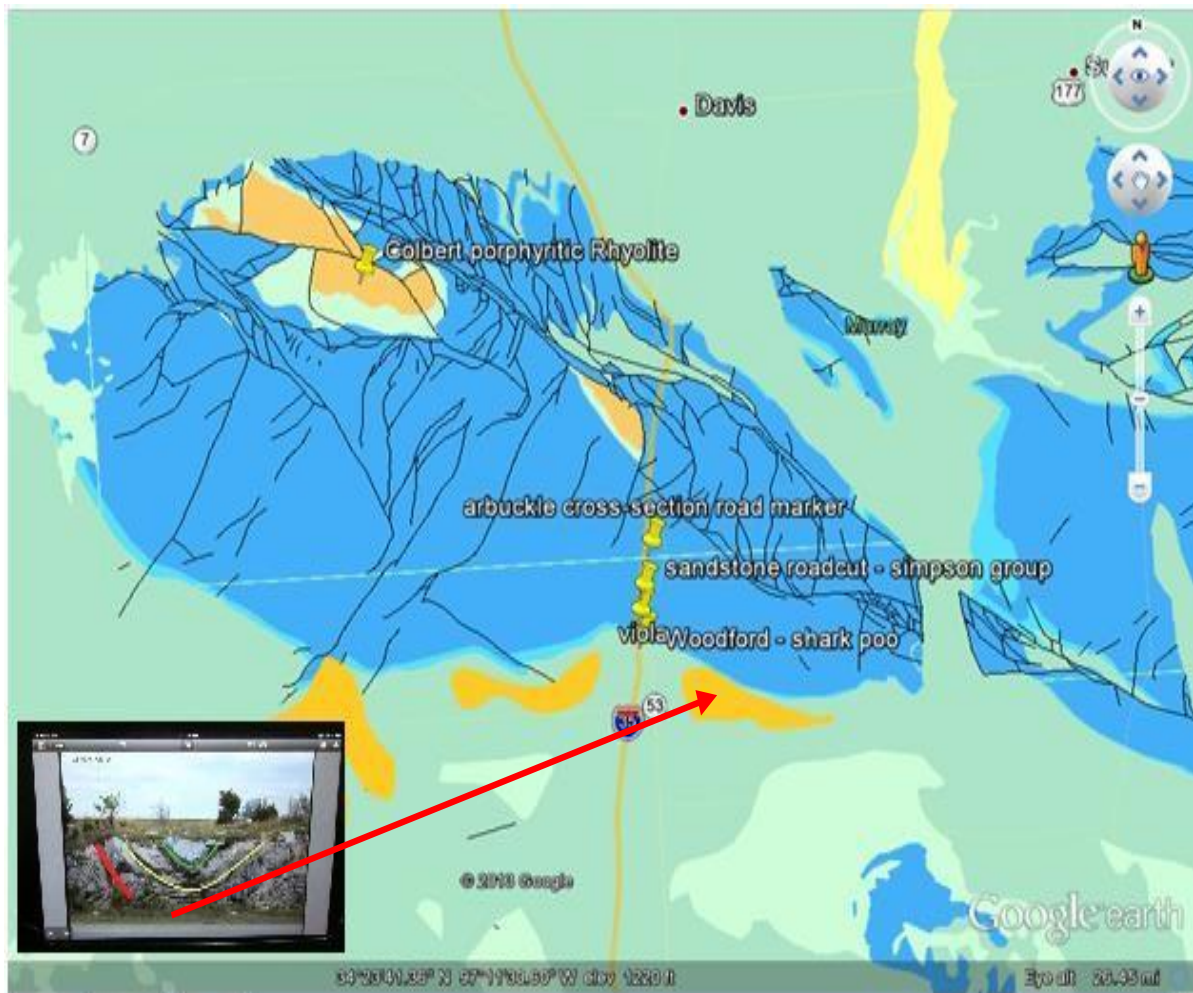 N
177
Davis
7
Colbert porphyritic Rhyolite
Murray
arbuckle cross-section road marker
sandstone roadcut - simpson group
viola
Woodford - shark poo
53
35
© 2013 Google
Google earth
Eye alt 26.45 mi